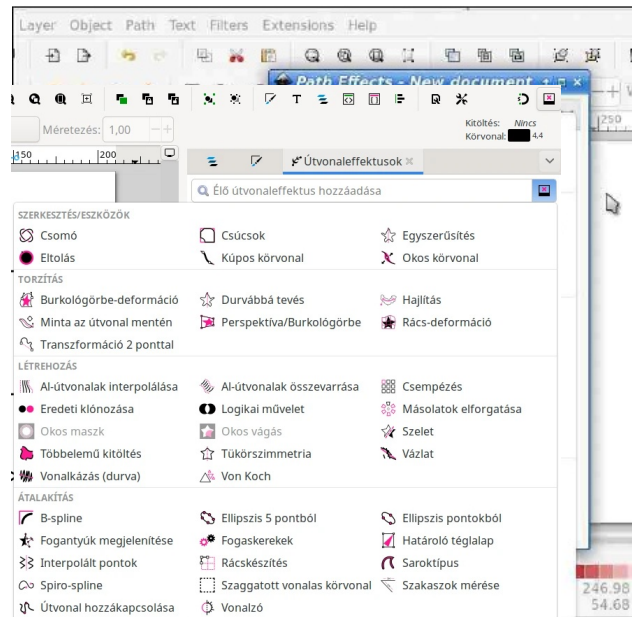 Layer Object Path Text Filters Extensions Help
Path Effects - New document
Méretezés: 1,00
Kitöltés: Nincs
Körvonal: 4,4
150 200
250
Útvonaleffektusok
Élő útvonaleffektus hozzáadása
SZERKESZTÉS/ESZKÖZÖK
Csomó Csúcsok Egyszerűsítés
Eltolás Kúpos körvonal Okos körvonal
TORZÍTÁS
Burkológörbe-deformáció Durvábbá tevés Hajlítás
Minta az útvonal mentén Perspektíva/Burkológörbe Rács-deformáció
Transzformáció 2 ponttal
LÉTREHOZÁS
Al-útvonalak interpolálása Al-útvonalak összevarrása Csempézés
Eredeti klónozása Logikai művelet Másolatok elforgatása
Okos maszk Okos vágás Szelet
Többelemű kitöltés Tükörszimmetria Vázlat
Vonalkázás (durva) Von Koch
ÁTALAKÍTÁS
B-spline Ellipszis 5 pontból Ellipszis pontokból
Fogantyúk megjelenítése Fogaskerekek Határoló téglalap
Interpolált pontok Rácskészítés Saroktípus
Spiro-spline Szaggatott vonalas körvonal Szakaszok mérése
Útvonal hozzákapcsolása Vonalzó
246.98
54.68